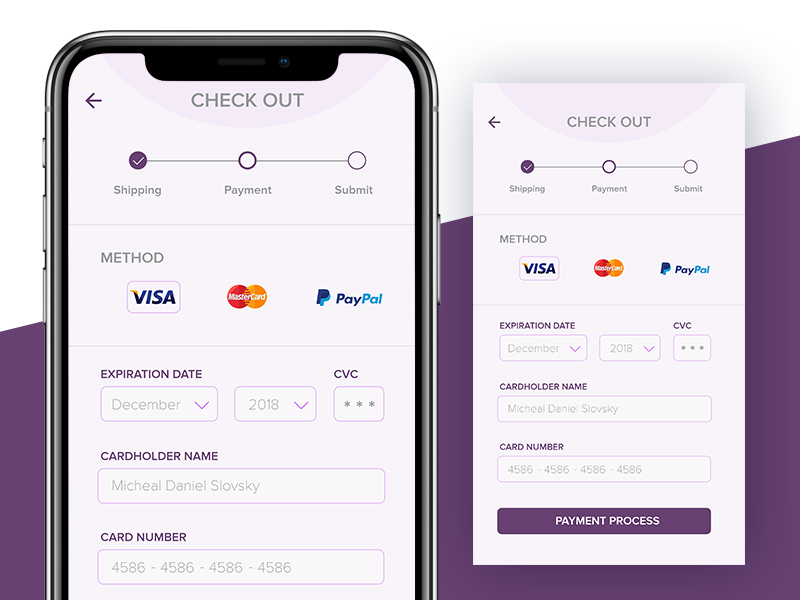 CHECK OUT
Shipping Payment Submit
METHOD
VISA MasterCard PayPal
EXPIRATION DATE CVC
December 2018 ***
CARDHOLDER NAME
Micheal Daniel Slovsky
CARD NUMBER
4586 - 4586 - 4586 - 4586
CHECK OUT
Shipping Payment Submit
METHOD
VISA MasterCard PayPal
EXPIRATION DATE CVC
December 2018 ***
CARDHOLDER NAME
Micheal Daniel Slovsky
CARD NUMBER
4586 - 4586 - 4586 - 4586
PAYMENT PROCESS